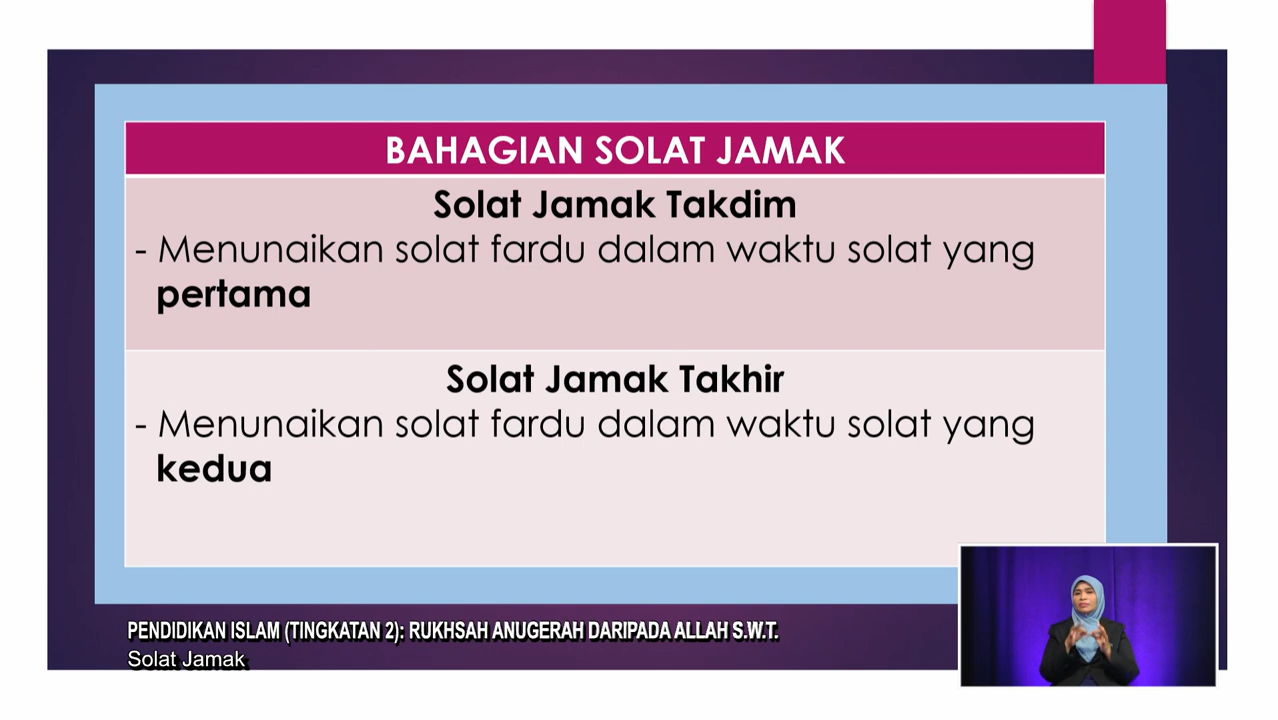 BAHAGIAN SOLAT JAMAK
Solat Jamak Takdim
- Menunaikan solat fardu dalam waktu solat yang
pertama
Solat Jamak Takhir
- Menunaikan solat fardu dalam waktu solat yang
kedua
PENDIDIKAN ISLAM (TINGKATAN 2): RUKHSAH ANUGERAH DARIPADA ALLAH S.W.T.
Solat Jamak